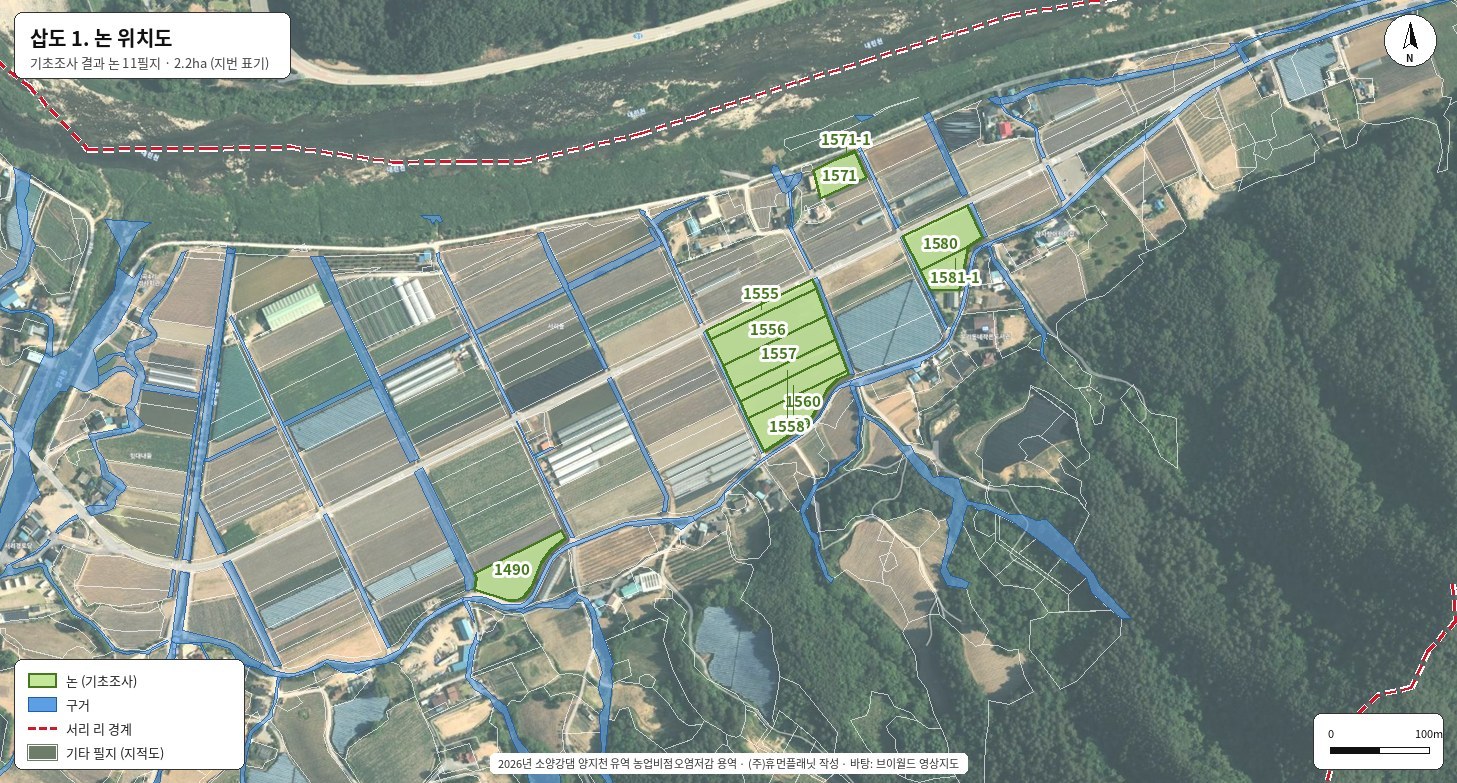 삽도 1. 논 위치도
기초조사 결과 논 11필지 · 2.2ha (지번 표기)
N
대천천
1571-1
1571
1580
1581-1
1555
1556
1557
1560
1558
1490
논 (기초조사)
구거
서리 리 경계
기타 필지 (지적도)
2026년 소양강댐 양지천 유역 농업비점오염저감 용역 · (주)휴먼플래닛 작성 · 바탕: 브이월드 영상지도
0 100m